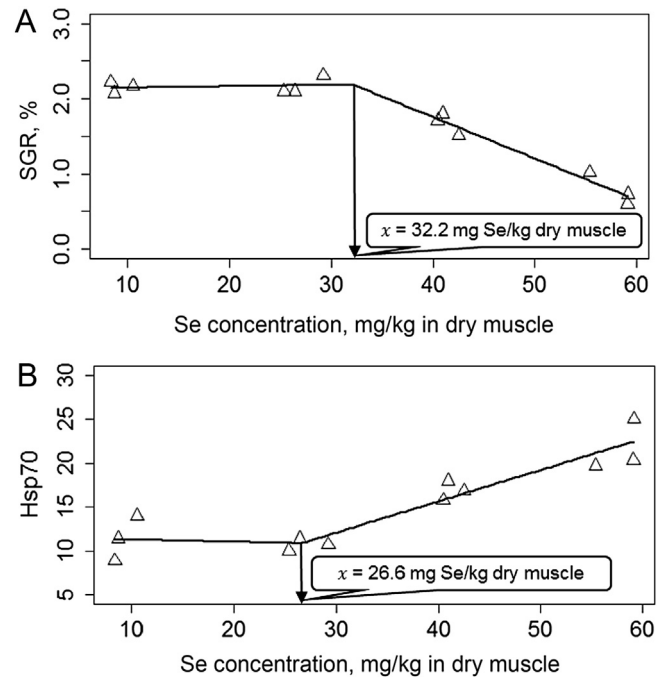 A
3.0
2.0
1.0
0.0
SGR, %
x = 32.2 mg Se/kg dry muscle
10 20 30 40 50 60
Se concentration, mg/kg in dry muscle
B
30
25
20
15
10
5
Hsp70
x = 26.6 mg Se/kg dry muscle
10 20 30 40 50 60
Se concentration, mg/kg in dry muscle